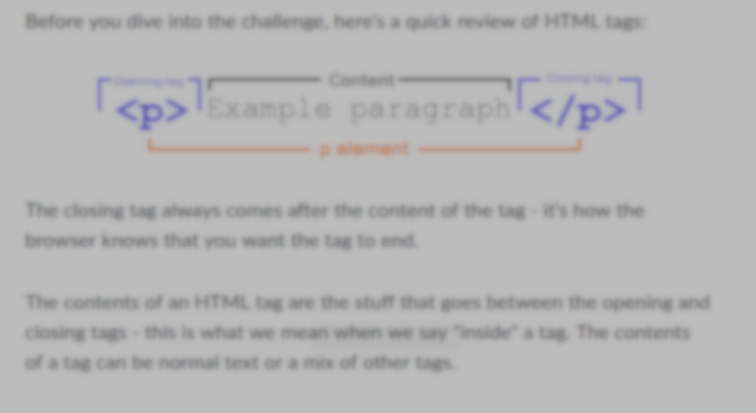 Before you dive into the challenge, here's a quick review of HTML tags:
Opening tag Content Closing tag
<p>Example paragraph</p>
p element
The closing tag always comes after the content of the tag - it's how the
browser knows that you want the tag to end.
The contents of an HTML tag are the stuff that goes between the opening and
closing tags - this is what we mean when we say "inside" a tag. The contents
of a tag can be normal text or a mix of other tags.